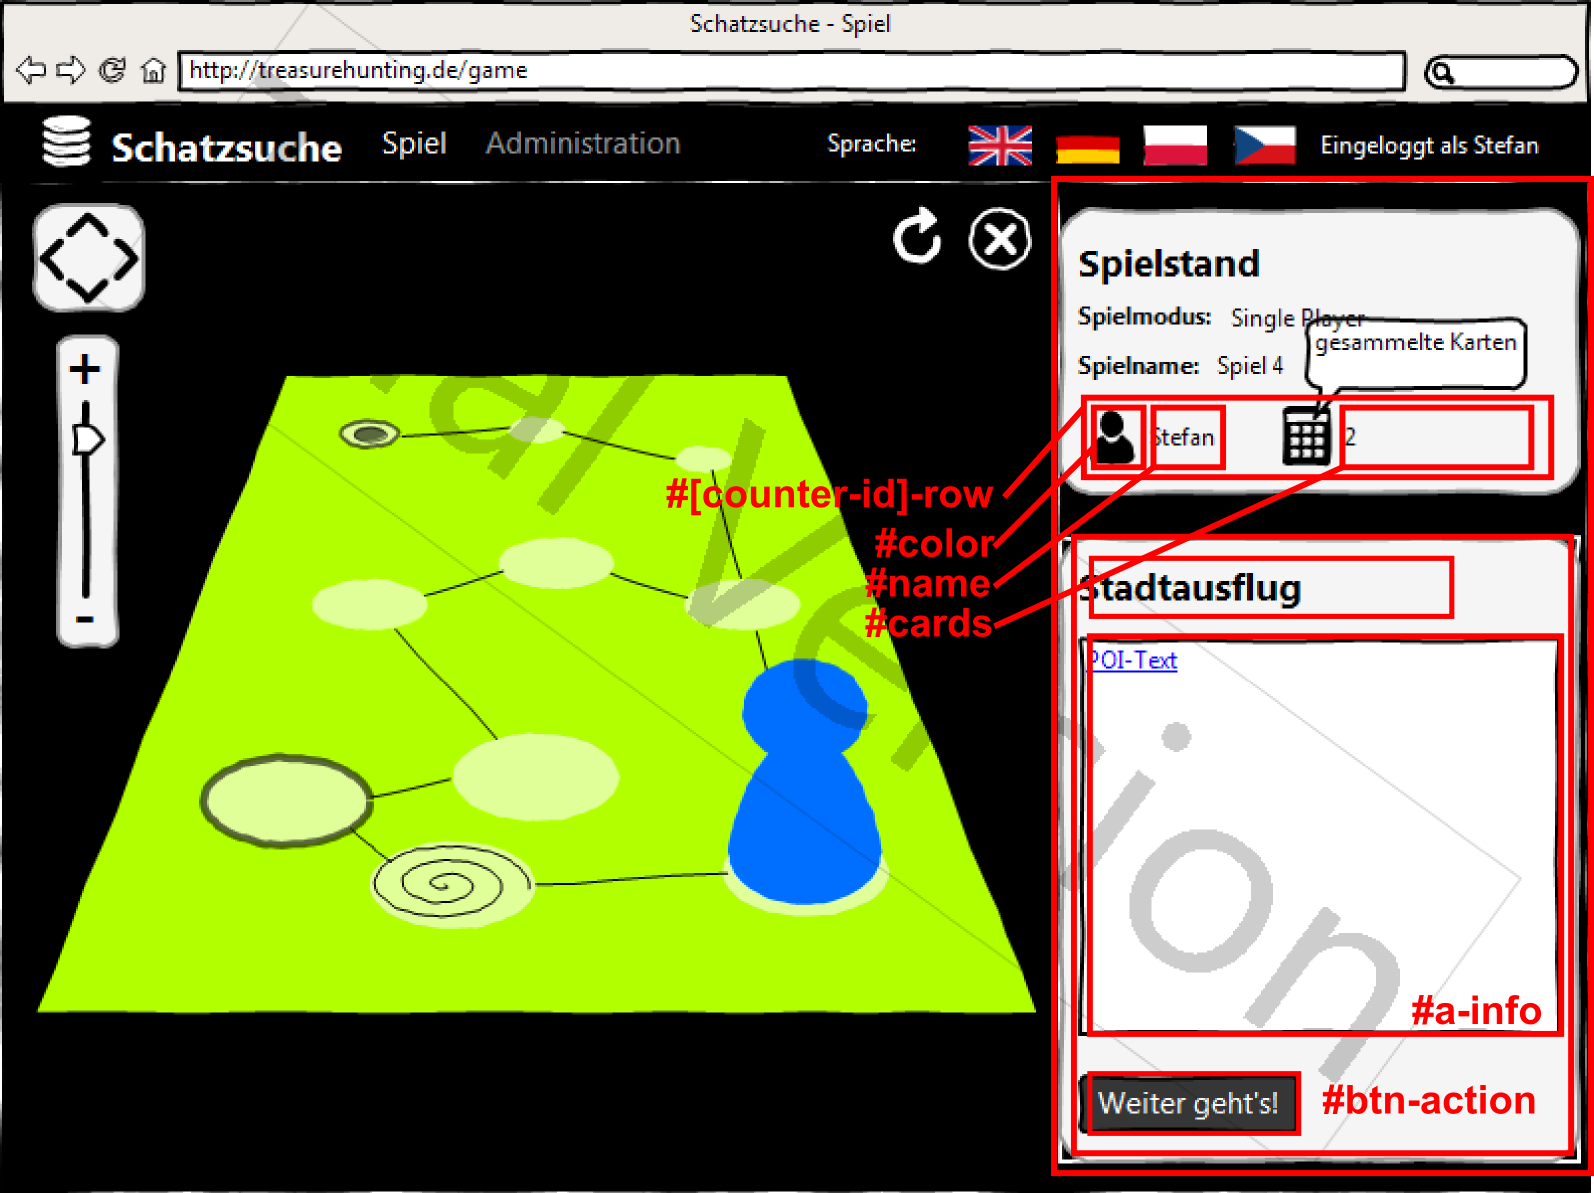 Schatzsuche - Spiel
http://treasurehunting.de/game
Schatzsuche Spiel Administration Sprache: Eingeloggt als Stefan
Spielstand
Spielmodus: Single Player
gesammelte Karten
Spielname: Spiel 4
Stefan 2
#[counter-id]-row
#color
#name
#cards
Stadtausflug
POI-Text
#a-info
Weiter geht's! #btn-action